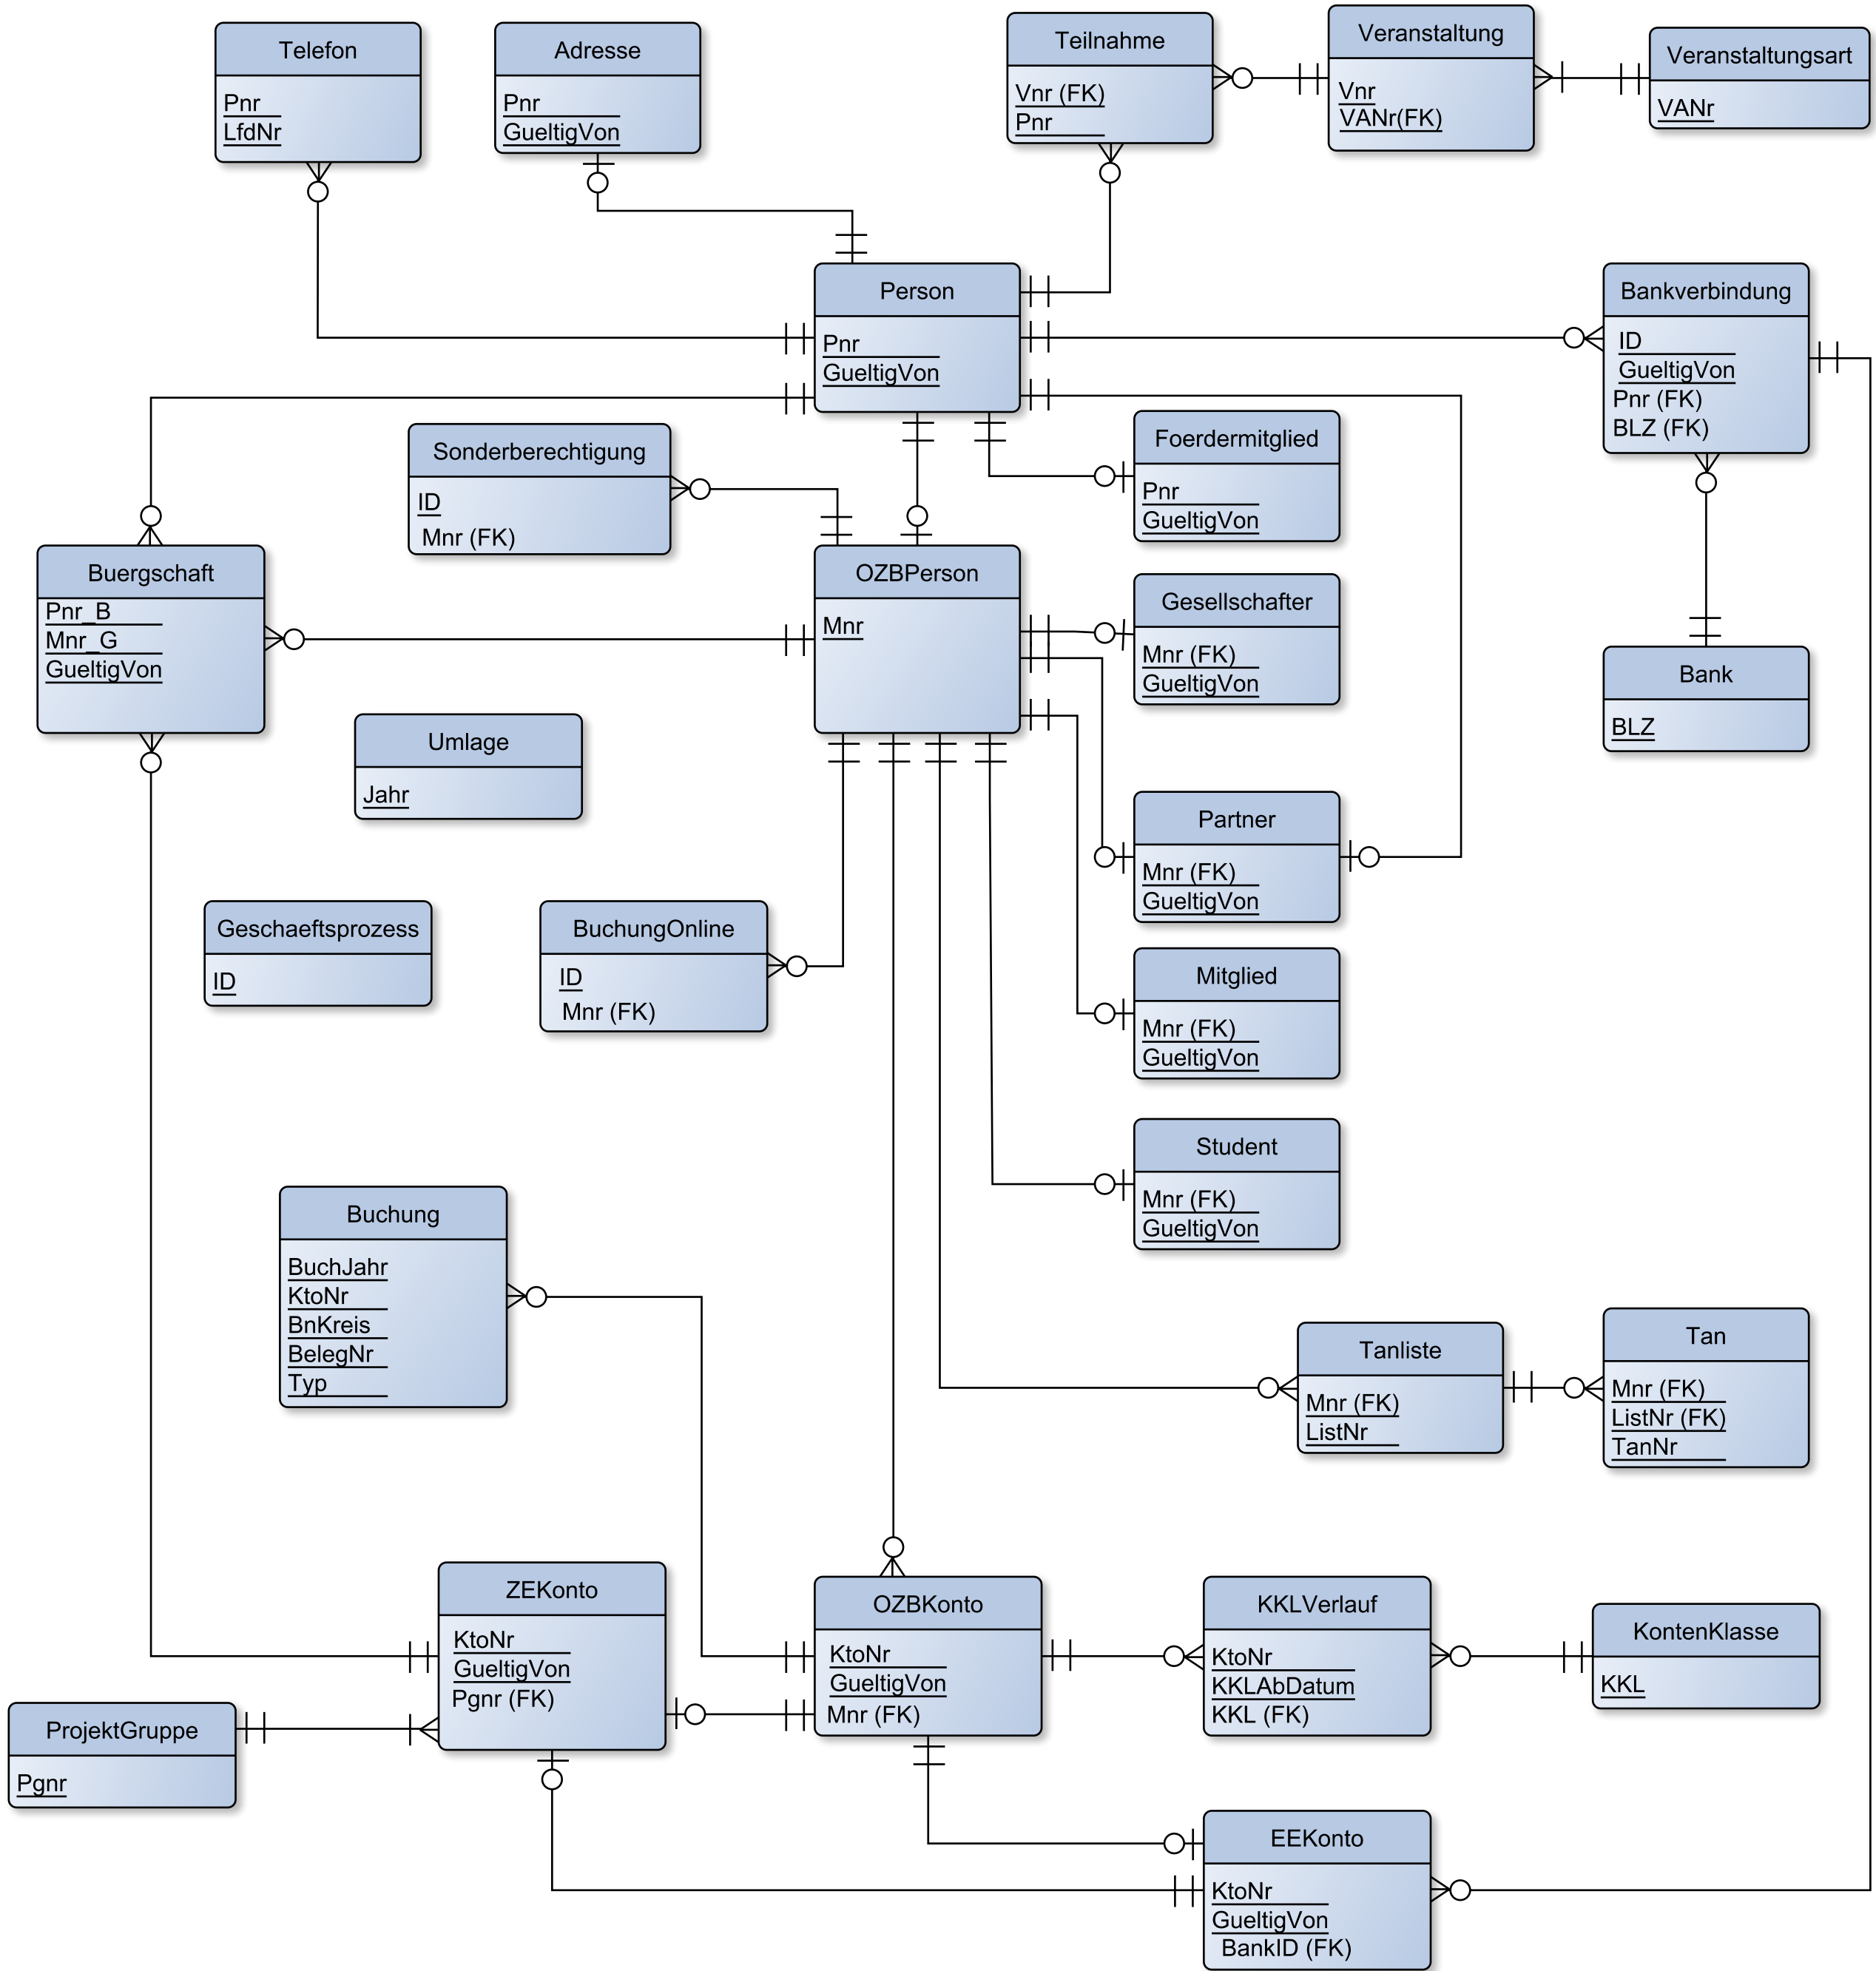 Telefon
Pnr
LfdNr
Adresse
Pnr
GueltigVon
Teilnahme
Vnr (FK)
Pnr
Veranstaltung
Vnr
VANr(FK)
Veranstaltungsart
VANr
Person
Pnr
GueltigVon
Bankverbindung
ID
GueltigVon
Pnr (FK)
BLZ (FK)
Sonderberechtigung
ID
Mnr (FK)
Foerdermitglied
Pnr
GueltigVon
Buergschaft
Pnr_B
Mnr_G
GueltigVon
OZBPerson
Mnr
Gesellschafter
Mnr (FK)
GueltigVon
Bank
BLZ
Umlage
Jahr
Partner
Mnr (FK)
GueltigVon
Geschaeftsprozess
ID
BuchungOnline
ID
Mnr (FK)
Mitglied
Mnr (FK)
GueltigVon
Student
Mnr (FK)
GueltigVon
Buchung
BuchJahr
KtoNr
BnKreis
BelegNr
Typ
Tanliste
Mnr (FK)
ListNr
Tan
Mnr (FK)
ListNr (FK)
TanNr
ZEKonto
KtoNr
GueltigVon
Pgnr (FK)
OZBKonto
KtoNr
GueltigVon
Mnr (FK)
KKLVerlauf
KtoNr
KKLAbDatum
KKL (FK)
KontenKlasse
KKL
ProjektGruppe
Pgnr
EEKonto
KtoNr
GueltigVon
BankID (FK)